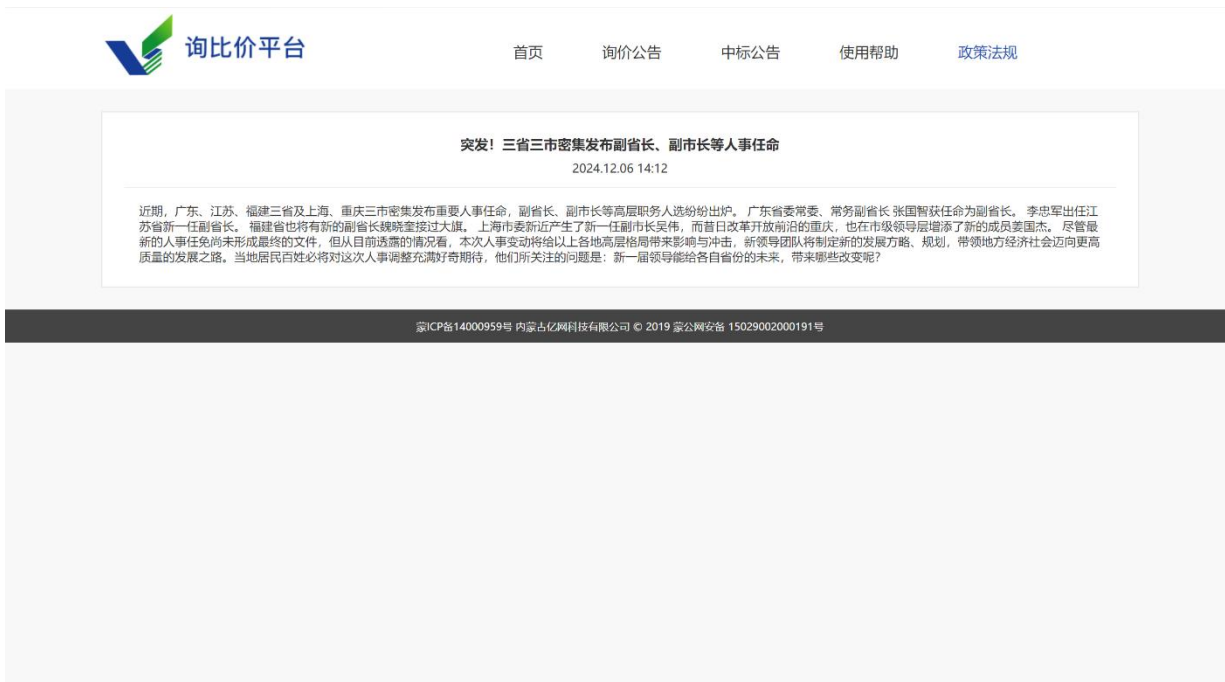 询比价平台
首页 询价公告 中标公告 使用帮助 政策法规
突发！三省三市密集发布副省长、副市长等人事任命
2024.12.06 14:12
近期，广东、江苏、福建三省及上海、重庆三市密集发布重要人事任命，副省长、副市长等高层职务人选纷纷出炉。 广东省委常委、常务副省长 张国智获任命为副省长。 李忠军出任江
苏省新一任副省长。 福建省也将有新的副省长魏晓奎接过大旗。 上海市委新近产生了新一任副市长吴伟，而昔日改革开放前沿的重庆，也在市级领导层增添了新的成员姜国杰。 尽管最
新的人事任免尚未形成最终的文件，但从目前透露的情况看，本次人事变动将给以上各地高层格局带来影响与冲击，新领导团队将制定新的发展方略、规划，带领地方经济社会迈向更高
质量的发展之路。当地居民百姓必将对这次人事调整充满好奇期待，他们所关注的问题是：新一届领导能给各自省份的未来，带来哪些改变呢？
蒙ICP备14000959号 内蒙古亿网科技有限公司 © 2019 蒙公网安备 15029002000191号